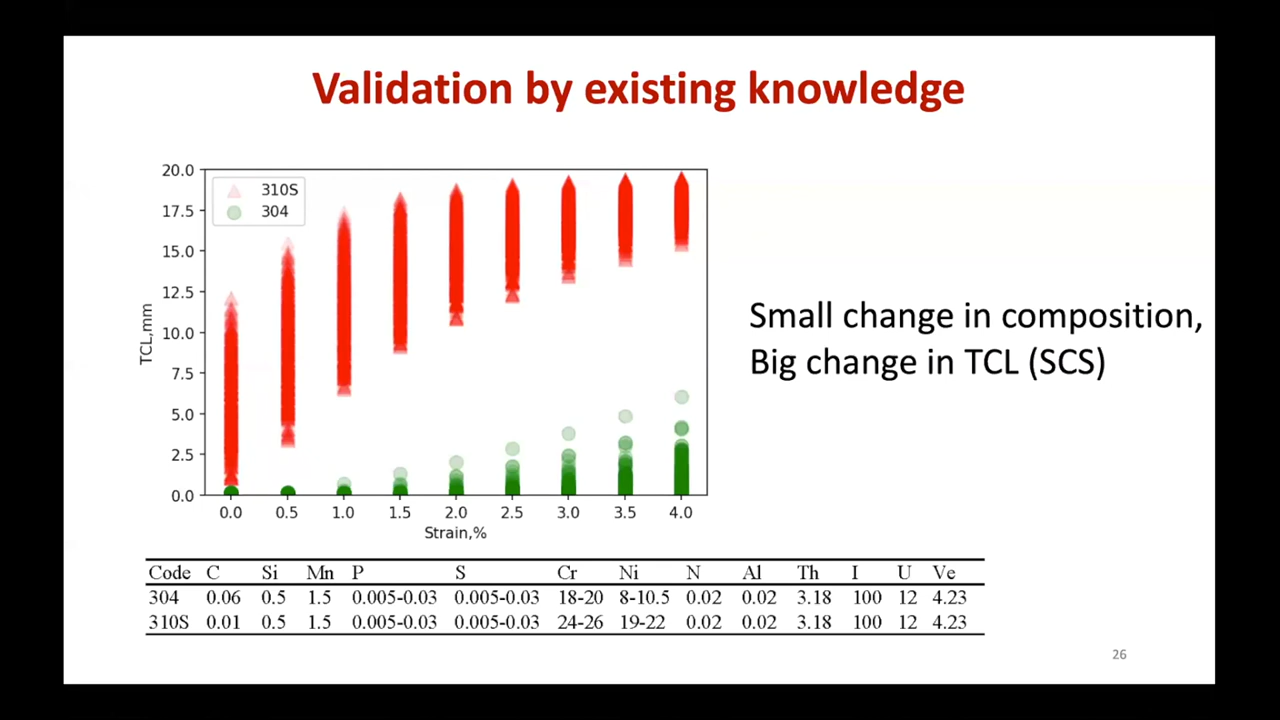 Validation by existing knowledge
20.0
17.5
15.0
12.5
10.0
7.5
5.0
2.5
0.0
TCL,mm
310S
304
0.0 0.5 1.0 1.5 2.0 2.5 3.0 3.5 4.0
Strain,%
Small change in composition,
Big change in TCL (SCS)
Code C Si Mn P S Cr Ni N Al Th I U Ve
304 0.06 0.5 1.5 0.005-0.03 0.005-0.03 18-20 8-10.5 0.02 0.02 3.18 100 12 4.23
310S 0.01 0.5 1.5 0.005-0.03 0.005-0.03 24-26 19-22 0.02 0.02 3.18 100 12 4.23
26